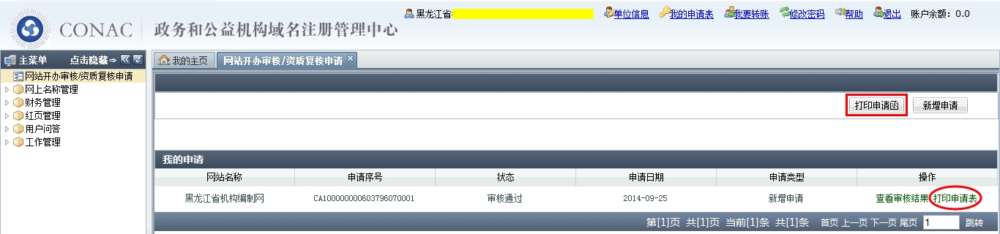 黑龙江省 单位信息 我的申请表 我要转账 修改密码 帮助 退出 账户余额：0.0
CONAC 政务和公益机构域名注册管理中心
主菜单 点击隐藏⇒
我的主页 网站开办审核/资质复核申请
网站开办审核/资质复核申请
网上名称管理
财务管理
红页管理
用户问答
工作管理
打印申请函 新增申请
我的申请
网站名称 申请序号 状态 申请日期 申请类型 操作
黑龙江省机构编制网 CA100000000603796070001 审核通过 2014-09-25 新增申请 查看审核结果 打印申请表
第[1]页 共[1]页 当前[1]条 共[1]条 首页 上一页 下一页 尾页 1 跳转